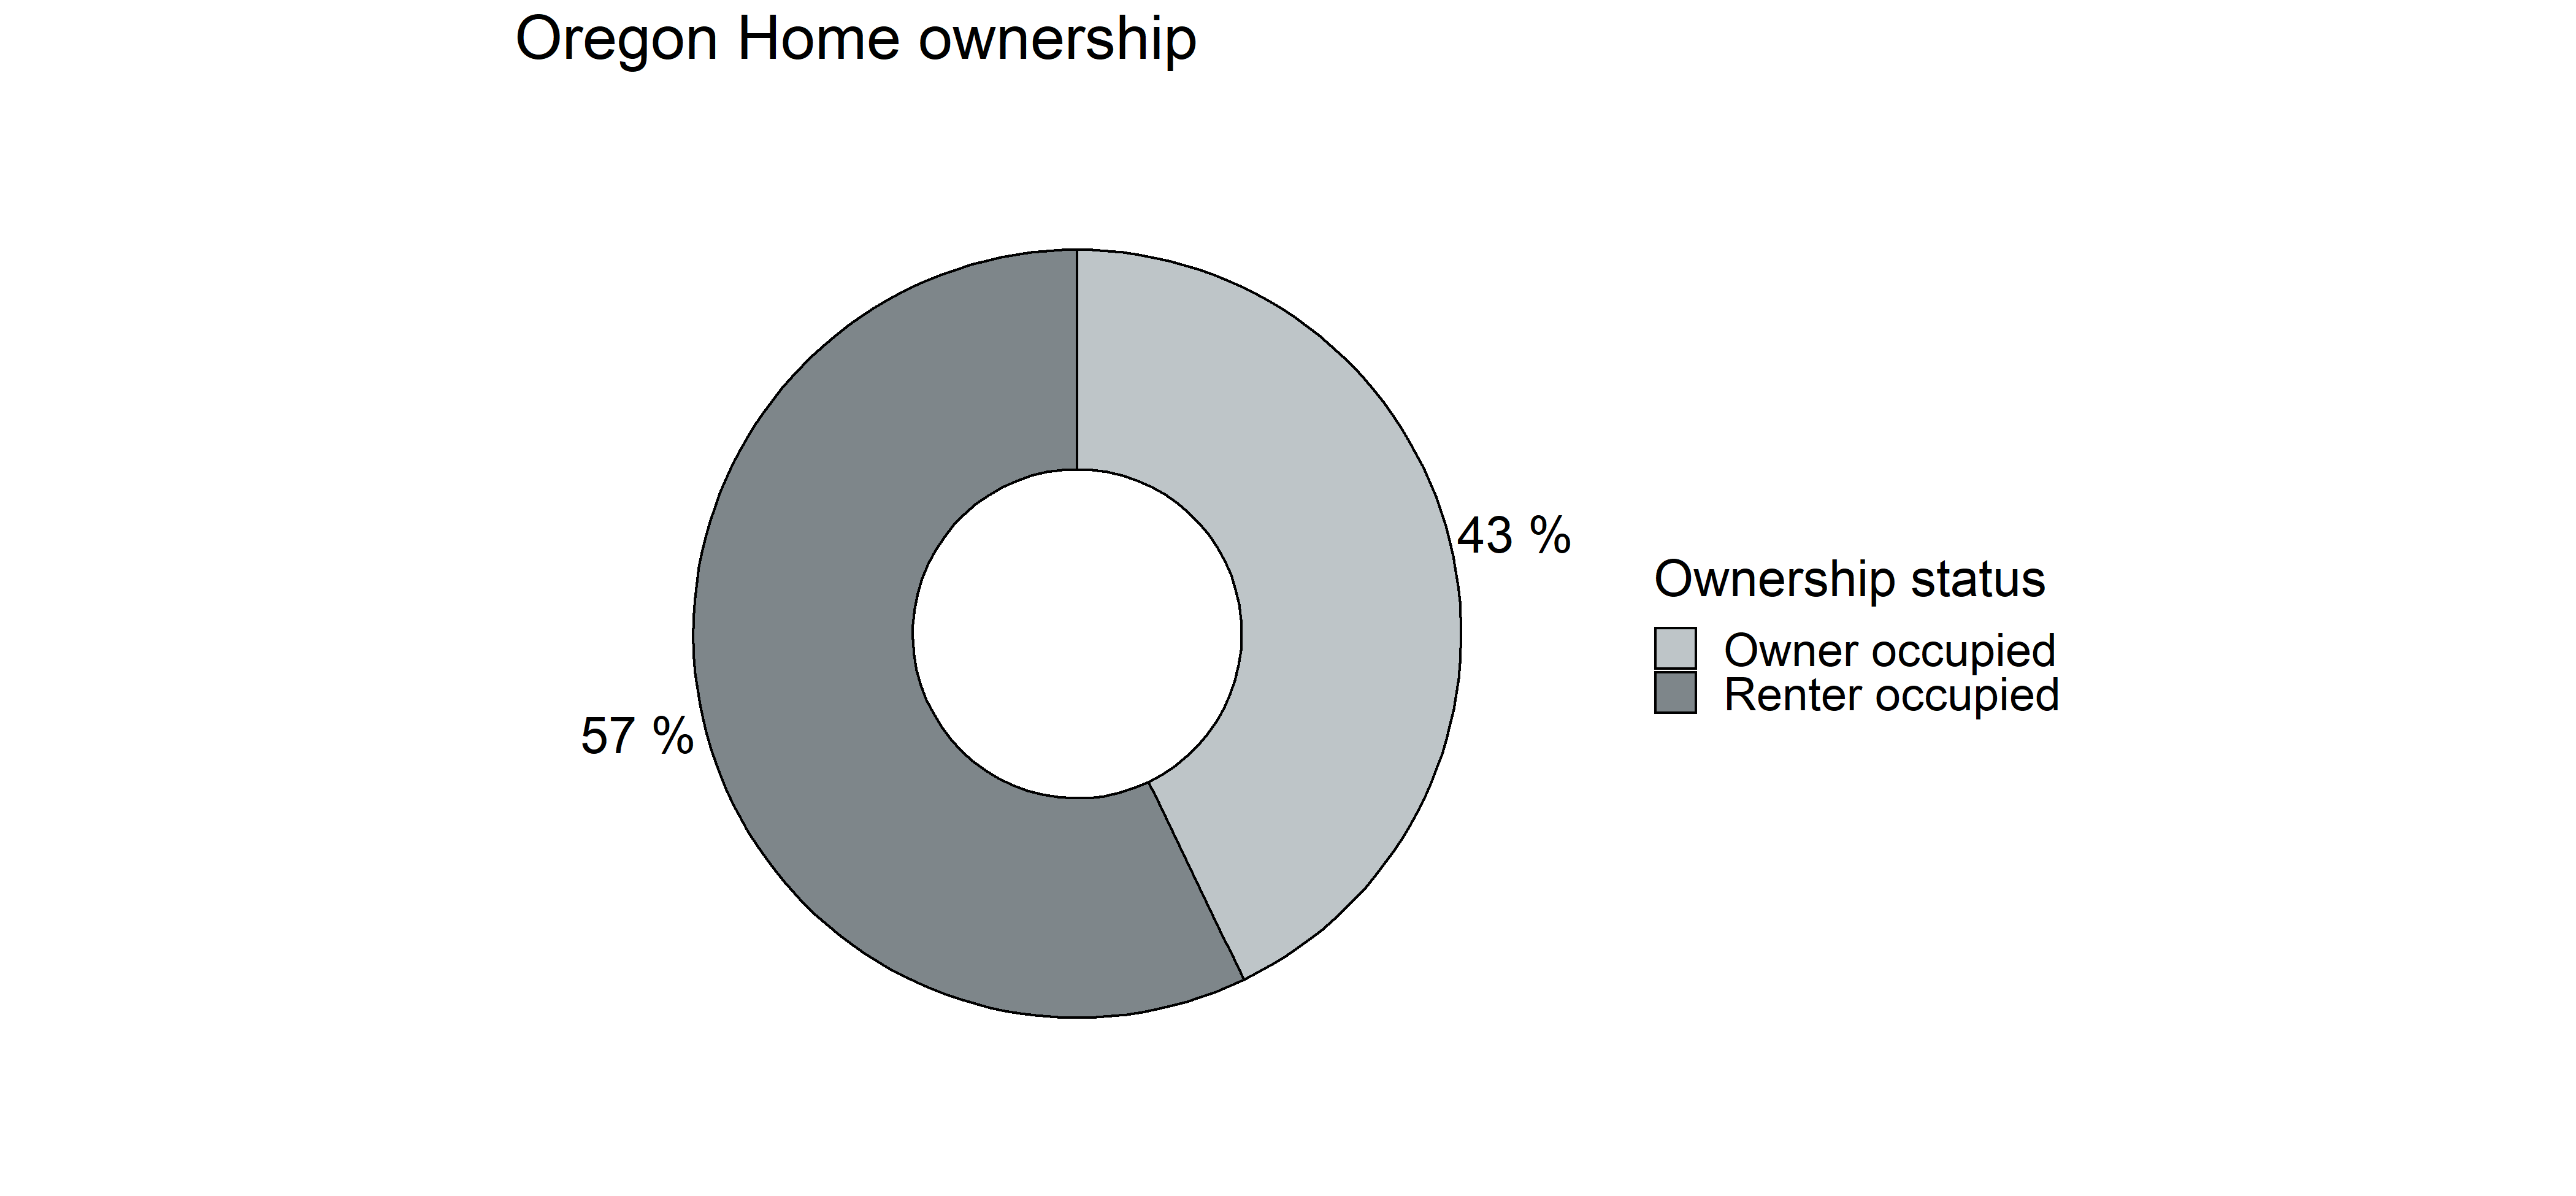 Oregon Home ownership
43 %
57 %
Ownership status
Owner occupied
Renter occupied